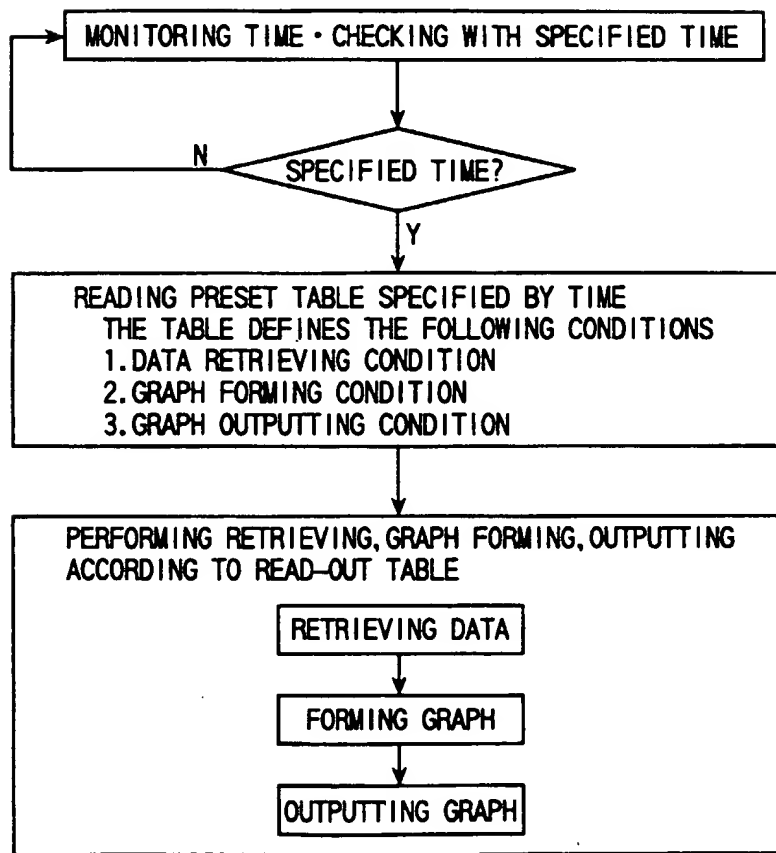 MONITORING TIME・CHECKING WITH SPECIFIED TIME
N
SPECIFIED TIME?
Y
READING PRESET TABLE SPECIFIED BY TIME
THE TABLE DEFINES THE FOLLOWING CONDITIONS
1.DATA RETRIEVING CONDITION
2.GRAPH FORMING CONDITION
3.GRAPH OUTPUTTING CONDITION
PERFORMING RETRIEVING,GRAPH FORMING,OUTPUTTING
ACCORDING TO READ-OUT TABLE
RETRIEVING DATA
FORMING GRAPH
OUTPUTTING GRAPH